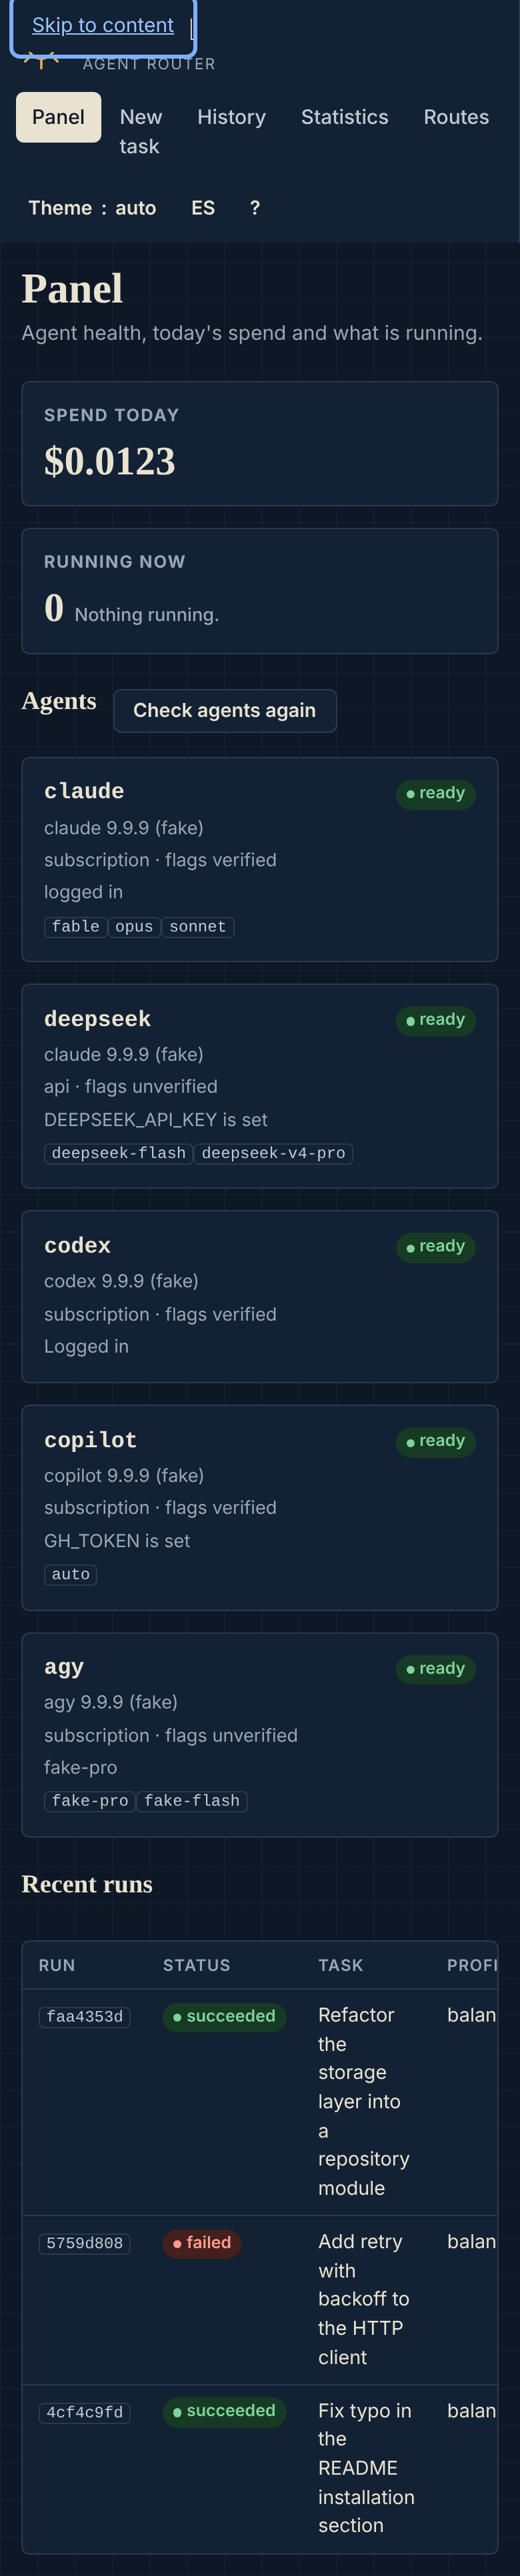 Skip to content
AGENT ROUTER
Panel
New task
History
Statistics
Routes
Theme : auto
ES
?
Panel
Agent health, today's spend and what is running.
SPEND TODAY
$0.0123
RUNNING NOW
0 Nothing running.
Agents
Check agents again
claude
ready
claude 9.9.9 (fake)
subscription · flags verified
logged in
fable opus sonnet
deepseek
ready
claude 9.9.9 (fake)
api · flags unverified
DEEPSEEK_API_KEY is set
deepseek-flash deepseek-v4-pro
codex
ready
codex 9.9.9 (fake)
subscription · flags verified
Logged in
copilot
ready
copilot 9.9.9 (fake)
subscription · flags verified
GH_TOKEN is set
auto
agy
ready
agy 9.9.9 (fake)
subscription · flags unverified
fake-pro
fake-pro fake-flash
Recent runs
RUN STATUS TASK
faa4353d succeeded Refactor
the
storage
layer into
a
repository
module
5759d808 failed Add retry
with
backoff to
the HTTP
client
4cf4c9fd succeeded Fix typo in
the
README
installation
section